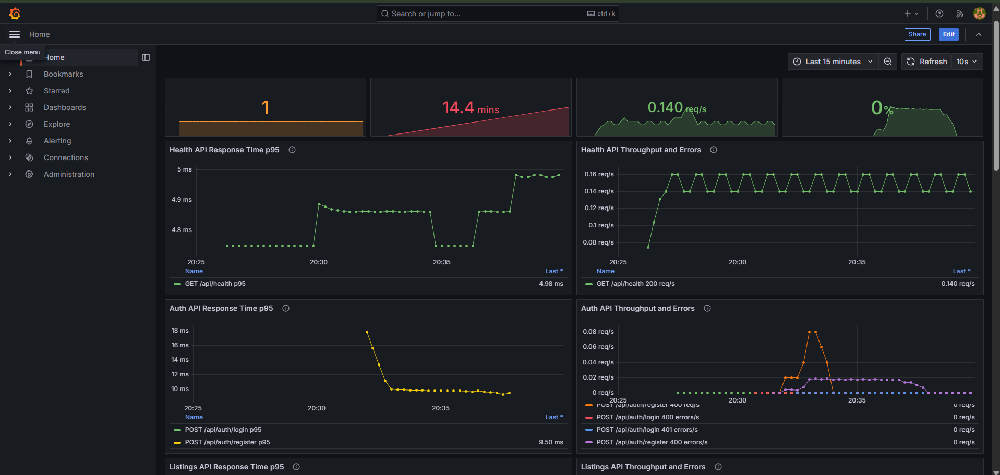 Search or jump to...
ctrl+k
Home
Share
Edit
Close menu
Home
Bookmarks
Starred
Dashboards
Explore
Alerting
Connections
Administration
Last 15 minutes
Refresh
10s
1
14.4 mins
0.140 req/s
0%
Health API Response Time p95
5 ms
4.9 ms
4.8 ms
20:25
20:30
20:35
Name
Last *
GET /api/health p95
4.98 ms
Health API Throughput and Errors
0.16 req/s
0.14 req/s
0.12 req/s
0.1 req/s
0.08 req/s
20:25
20:30
20:35
Name
Last *
GET /api/health 200 req/s
0.140 req/s
Auth API Response Time p95
18 ms
16 ms
14 ms
12 ms
10 ms
20:25
20:30
20:35
Name
Last *
POST /api/auth/login p95
POST /api/auth/register p95
9.50 ms
Auth API Throughput and Errors
0.08 req/s
0.06 req/s
0.04 req/s
0.02 req/s
0 req/s
20:25
20:30
20:35
POST /api/auth/register 400 req/s
0 req/s
POST /api/auth/login 400 errors/s
0 req/s
POST /api/auth/login 401 errors/s
0 req/s
POST /api/auth/register 400 errors/s
0 req/s
Listings API Response Time p95
Listings API Throughput and Errors